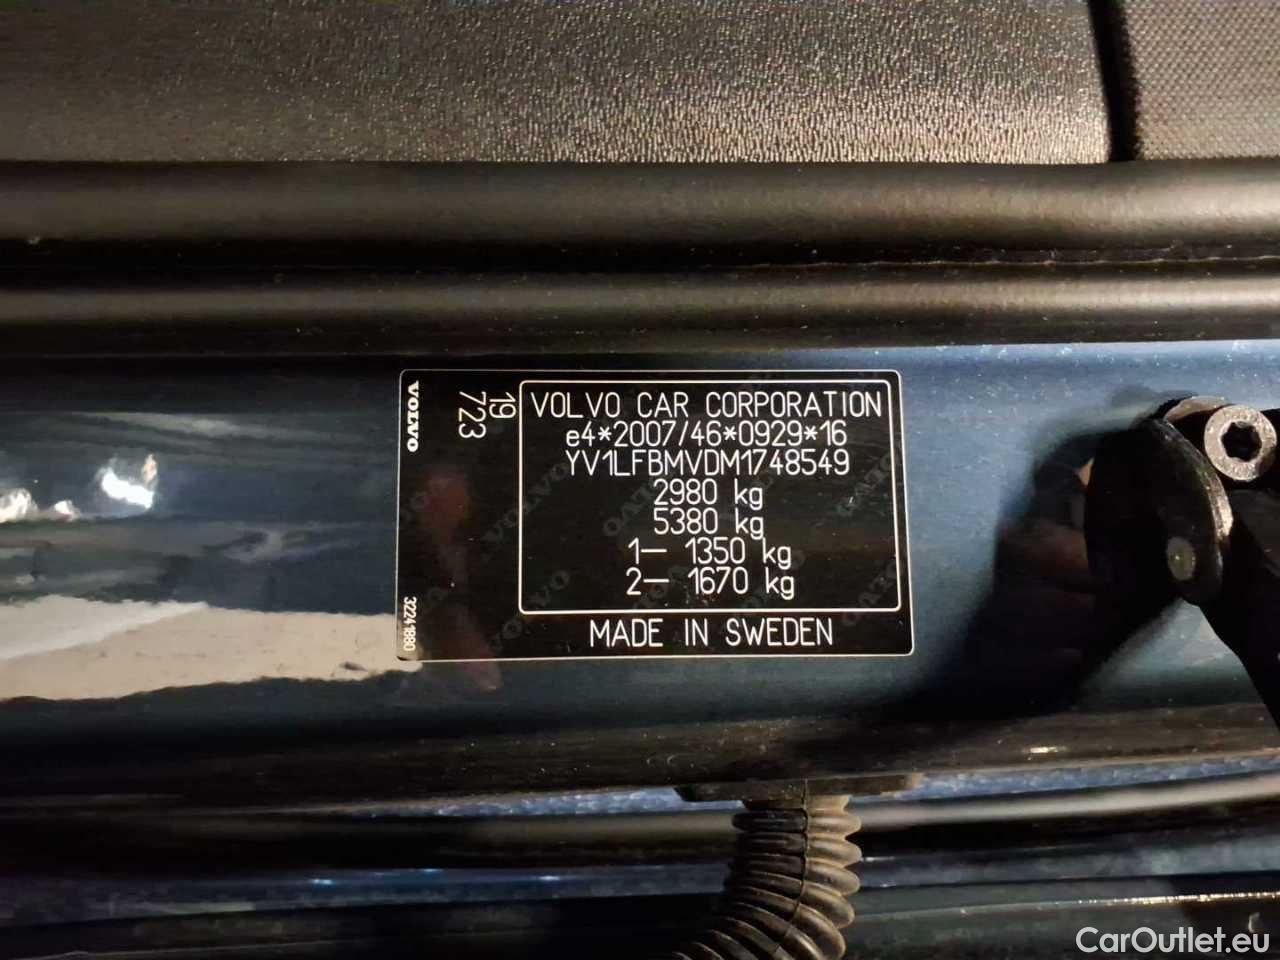 VOLVO
19
723
32241880
VOLVO CAR CORPORATION
e4*2007/46*0929*16
YV1LFBMVDM1748549
2980 kg
5380 kg
1— 1350 kg
2— 1670 kg
MADE IN SWEDEN
CarOutlet.eu